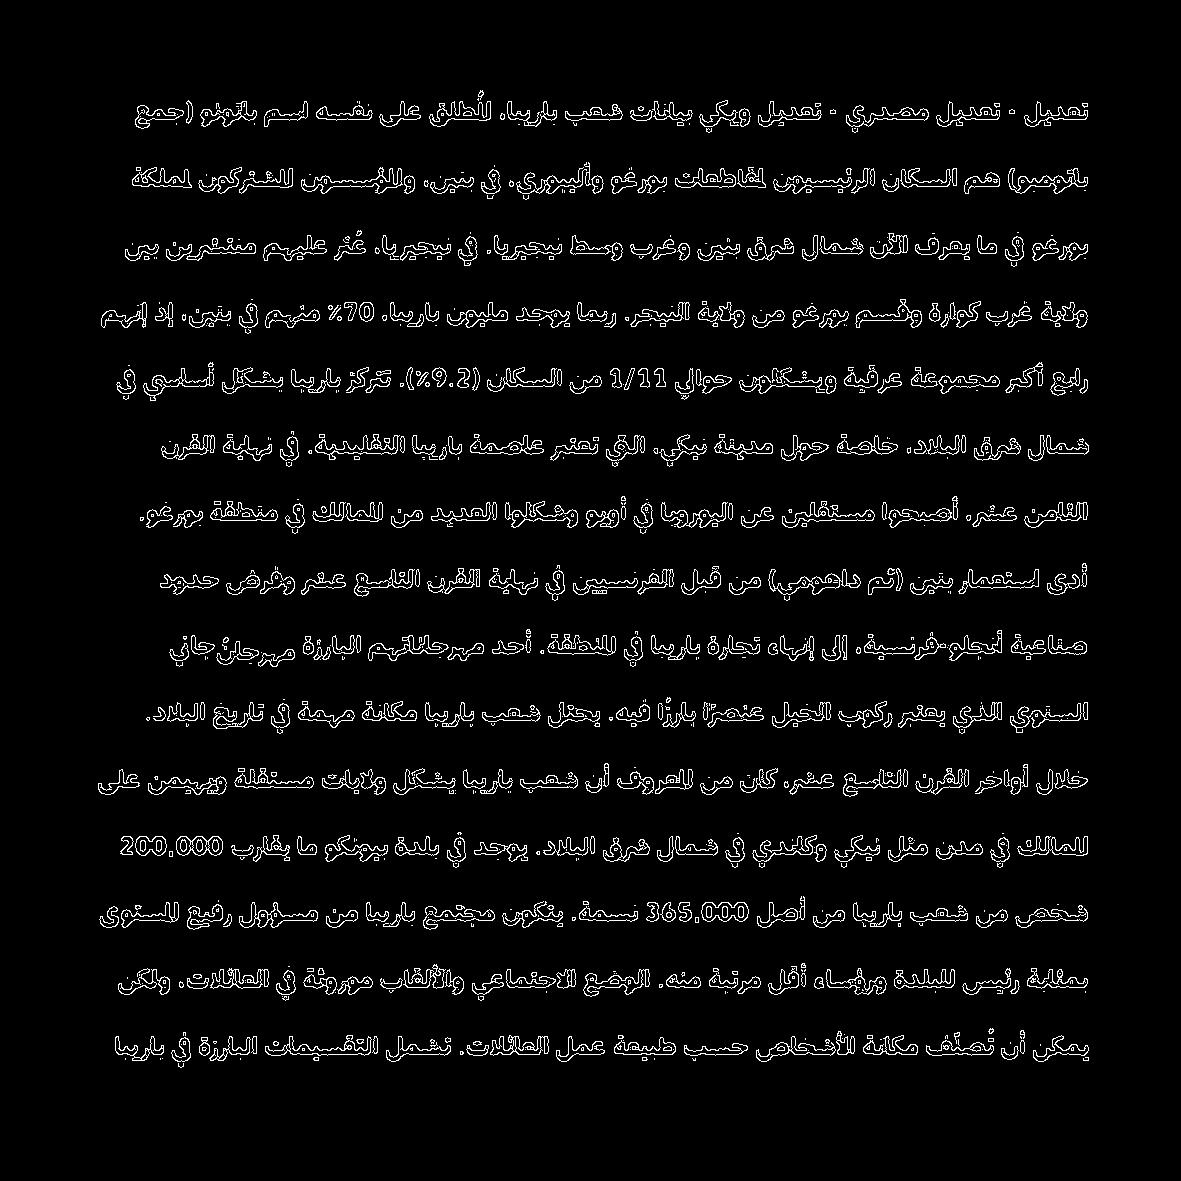 تعديل - تعديل مصدري - تعديل ويكي بيانات شعب باريبا، المُطلق على نفسه اسم باتونو (جمع
باتومبو) هم السكان الرئيسيون لمقاطعات بورغو وأليبوري، في بنين، والمؤسسون المشتركون لمملكة
بورغو في ما يعرف الآن شمال شرق بنين وغرب وسط نيجيريا. في نيجيريا، عُثر عليهم منتشرين بين
ولاية غرب كوارة وقسم بورغو من ولاية النيجر. ربما يوجد مليون باريبا، 70٪ منهم في بنين، إذ إنهم
رابع أكبر مجموعة عرقية ويشكلون حوالي 1/11 من السكان (9.2٪). تتركز باريبا بشكل أساسي في
شمال شرق البلاد، خاصة حول مدينة نيكي، التي تعتبر عاصمة باريبا التقليدية. في نهاية القرن
الثامن عشر، أصبحوا مستقلين عن اليوروبا في أويو وشكلوا العديد من الممالك في منطقة بورغو.
أدى استعمار بنين (ثم داهومي) من قبل الفرنسيين في نهاية القرن التاسع عشر وفرض حدود
صناعية أنجلو-فرنسية، إلى إنهاء تجارة باريبا في المنطقة. أحد مهرجاناتهم البارزة مهرجان جاني
السنوي الذي يعتبر ركوب الخيل عنصرًا بارزًا فيه. يحتل شعب باريبا مكانة مهمة في تاريخ البلاد.
خلال أواخر القرن التاسع عشر، كان من المعروف أن شعب باريبا يشكل ولايات مستقلة ويهيمن على
الممالك في مدن مثل نيكي وكاندي في شمال شرق البلاد. يوجد في بلدة بيونكو ما يقارب 200,000
شخص من شعب باريبا من أصل 365,000 نسمة. يتكون مجتمع باريبا من مسؤول رفيع المستوى
بمثابة رئيس للبلدة ورؤساء أقل مرتبة منه. الوضع الاجتماعي والألقاب موروثة في العائلات، ولكن
يمكن أن تُصنّف مكانة الأشخاص حسب طبيعة عمل العائلات. تشمل التقسيمات البارزة في باريبا